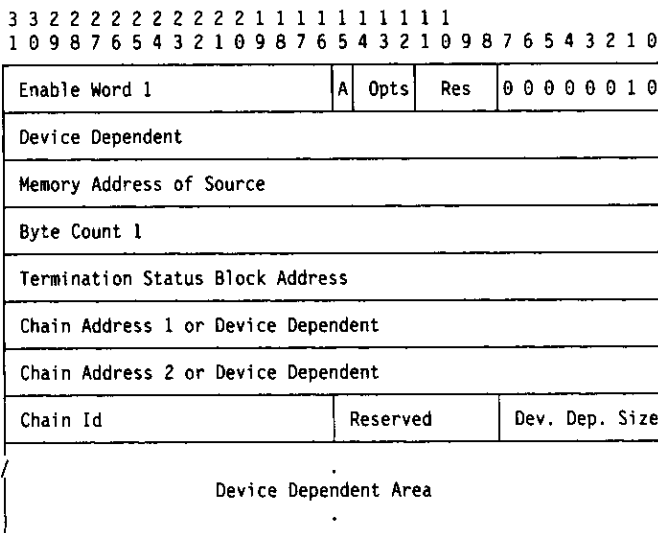 3 3 2 2 2 2 2 2 2 2 2 2 1 1 1 1 1 1 1 1 1 1
1 0 9 8 7 6 5 4 3 2 1 0 9 8 7 6 5 4 3 2 1 0 9 8 7 6 5 4 3 2 1 0
Enable Word 1 A Opts Res 0 0 0 0 0 0 1 0
Device Dependent
Memory Address of Source
Byte Count 1
Termination Status Block Address
Chain Address 1 or Device Dependent
Chain Address 2 or Device Dependent
Chain Id Reserved Dev. Dep. Size
Device Dependent Area